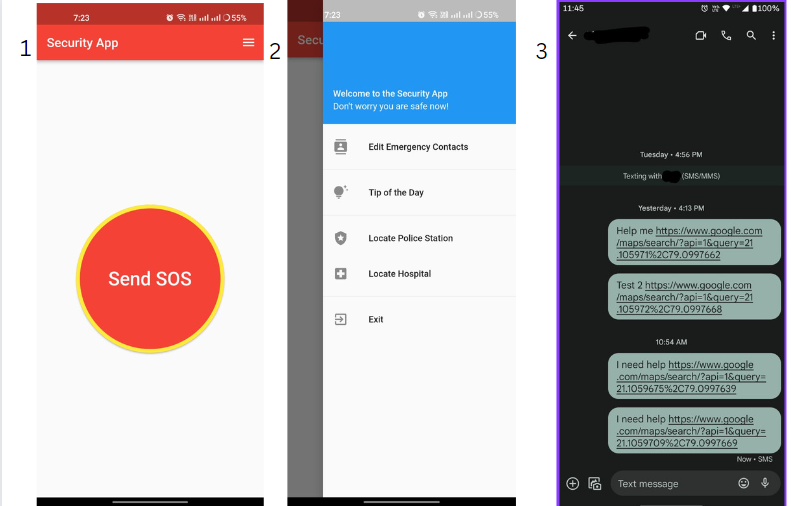 1
7:23
55%
Security App
Send SOS
2
7:23
55%
Secu
Welcome to the Security App
Don't worry you are safe now!
Edit Emergency Contacts
Tip of the Day
Locate Police Station
Locate Hospital
Exit
3
11:45
100%
Tuesday • 4:56 PM
Texting with (SMS/MMS)
Yesterday • 4:13 PM
Help me https://www.google.com
/maps/search/?api=1&query=21
.105971%2C79.0997662
Test 2 https://www.google.com
/maps/search/?api=1&query=21
.105972%2C79.0997668
10:54 AM
I need help https://www.google
.com/maps/search/?api=1&query=
21.1059675%2C79.0997639
I need help https://www.google
.com/maps/search/?api=1&query=
21.1059709%2C79.0997669
Now • SMS
Text message